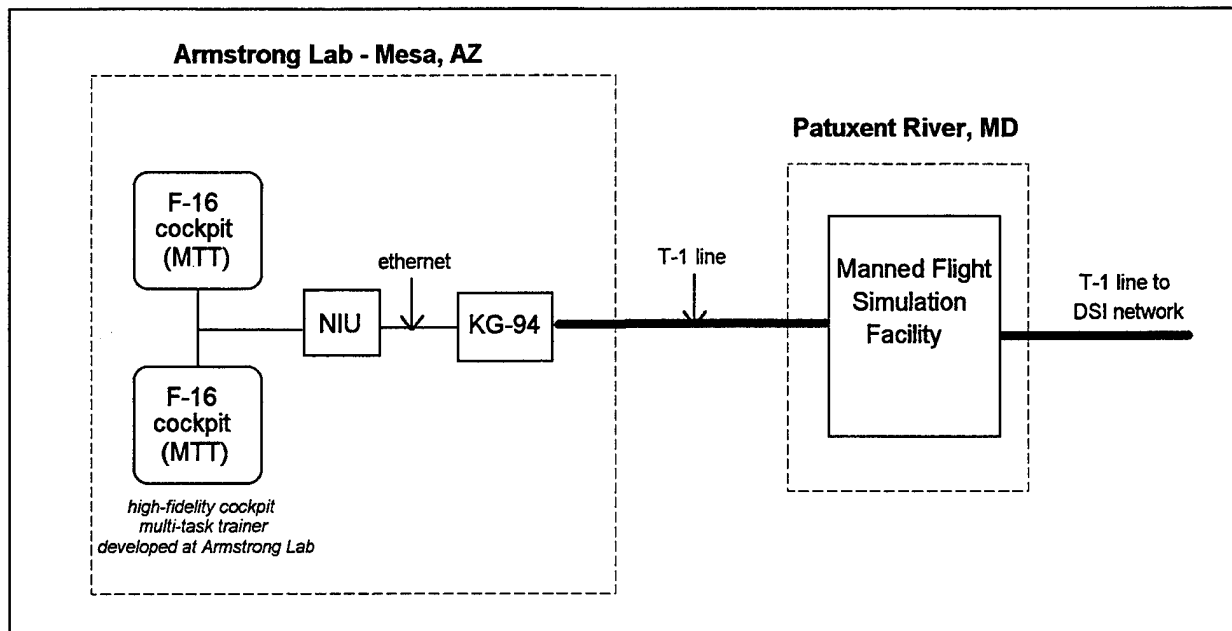 Armstrong Lab - Mesa, AZ
Patuxent River, MD
F-16
cockpit
(MTT)
ethernet
NIU
KG-94
F-16
cockpit
(MTT)
high-fidelity cockpit
multi-task trainer
developed at Armstrong Lab
T-1 line
Manned Flight
Simulation
Facility
T-1 line to
DSI network